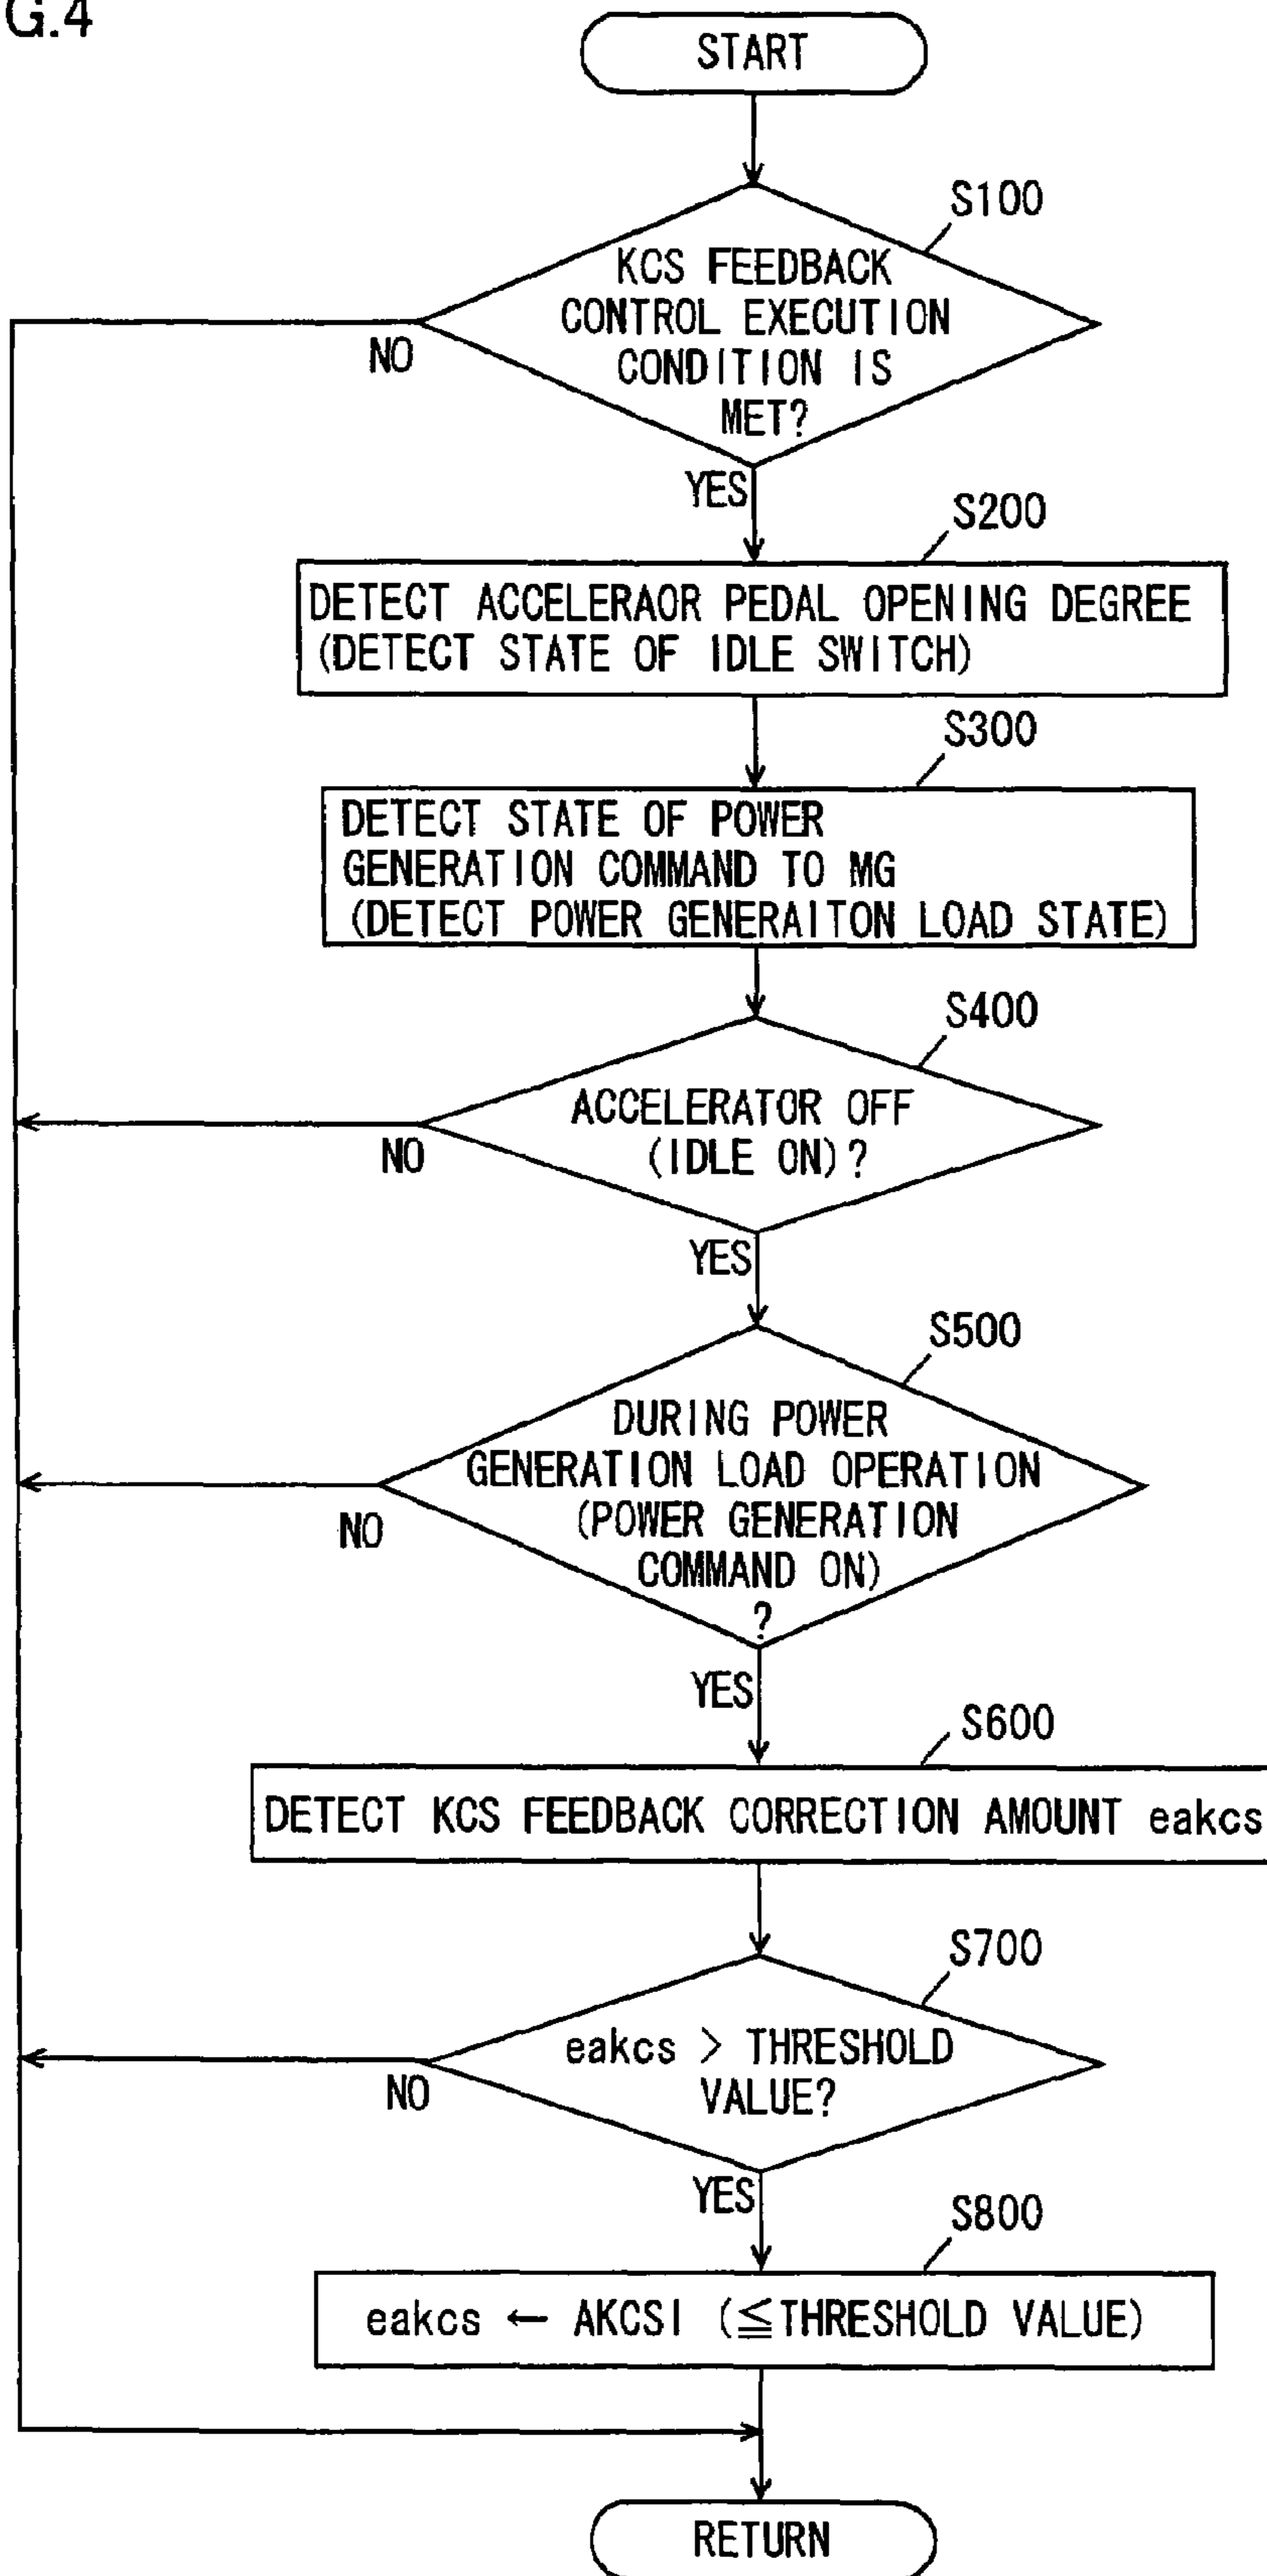 G.4
START
S100
KCS FEEDBACK
CONTROL EXECUTION
CONDITION IS
MET?
NO
YES
S200
DETECT ACCELERAOR PEDAL OPENING DEGREE
(DETECT STATE OF IDLE SWITCH)
S300
DETECT STATE OF POWER
GENERATION COMMAND TO MG
(DETECT POWER GENERAITON LOAD STATE)
S400
ACCELERATOR OFF
(IDLE ON)?
NO
YES
S500
DURING POWER
GENERATION LOAD OPERATION
(POWER GENERATION
COMMAND ON)
?
NO
YES
S600
DETECT KCS FEEDBACK CORRECTION AMOUNT eakcs
S700
eakcs > THRESHOLD
VALUE?
NO
YES
S800
eakcs ← AKCSI (≦THRESHOLD VALUE)
RETURN